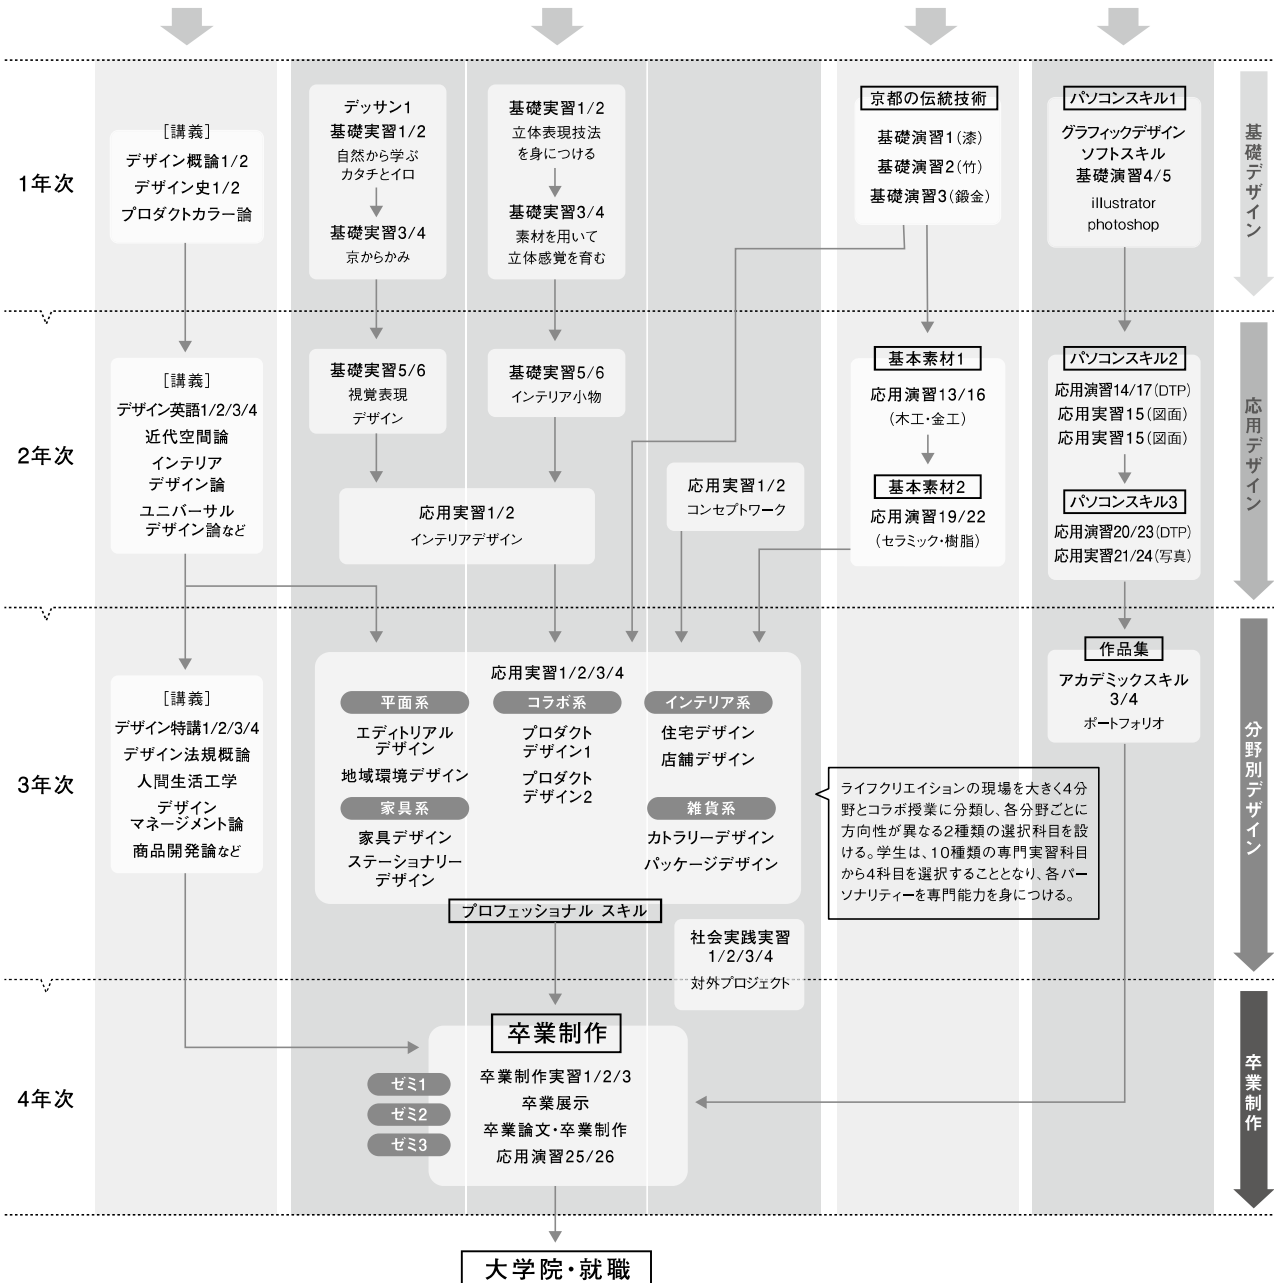 1年次
［講義］
デザイン概論1/2
デザイン史1/2
プロダクトカラー論
デッサン1
基礎実習1/2
自然から学ぶ
カタチとイロ
基礎実習3/4
京からかみ
基礎実習1/2
立体表現技法
を身につける
基礎実習3/4
素材を用いて
立体感覚を育む
京都の伝統技術
基礎演習1（漆）
基礎演習2（竹）
基礎演習3（鍛金）
パソコンスキル1
グラフィックデザイン
ソフトスキル
基礎演習4/5
illustrator
photoshop
基礎デザイン
2年次
［講義］
デザイン英語1/2/3/4
近代空間論
インテリア
デザイン論
ユニバーサル
デザイン論など
基礎実習5/6
視覚表現
デザイン
基礎実習5/6
インテリア小物
応用実習1/2
インテリアデザイン
応用実習1/2
コンセプトワーク
基本素材1
応用演習13/16
（木工・金工）
基本素材2
応用演習19/22
（セラミック・樹脂）
パソコンスキル2
応用演習14/17（DTP）
応用実習15（図面）
応用実習15（図面）
パソコンスキル3
応用演習20/23（DTP）
応用実習21/24（写真）
応用デザイン
3年次
［講義］
デザイン特講1/2/3/4
デザイン法規概論
人間生活工学
デザイン
マネージメント論
商品開発論など
応用実習1/2/3/4
平面系
エディトリアル
デザイン
地域環境デザイン
家具系
家具デザイン
ステーショナリー
デザイン
コラボ系
プロダクト
デザイン1
プロダクト
デザイン2
インテリア系
住宅デザイン
店舗デザイン
雑貨系
カトラリーデザイン
パッケージデザイン
プロフェッショナル スキル
社会実践実習
1/2/3/4
対外プロジェクト
ライフクリエイションの現場を大きく4分
野とコラボ授業に分類し、各分野ごとに
方向性が異なる2種類の選択科目を設
ける。学生は、10種類の専門実習科目
から4科目を選択することとなり、各パー
ソナリティーを専門能力を身につける。
作品集
アカデミックスキル
3/4
ポートフォリオ
分野別デザイン
4年次
卒業制作
ゼミ1
ゼミ2
ゼミ3
卒業制作実習1/2/3
卒業展示
卒業論文・卒業制作
応用演習25/26
卒業制作
大学院・就職